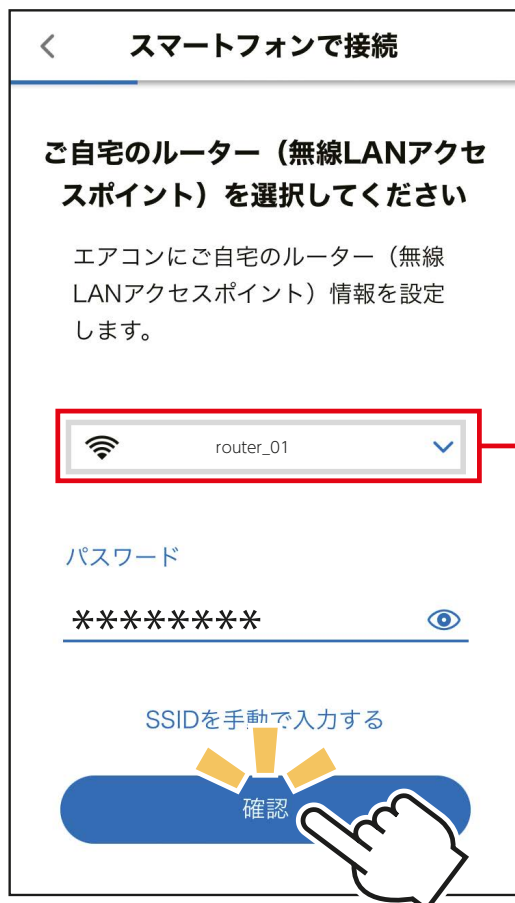 スマートフォンで接続
ご自宅のルーター（無線LANアクセ
スポイント）を選択してください
エアコンにご自宅のルーター（無線
LANアクセスポイント）情報を設定
します。
router_01
パスワード
********
SSIDを手動で入力する
確認